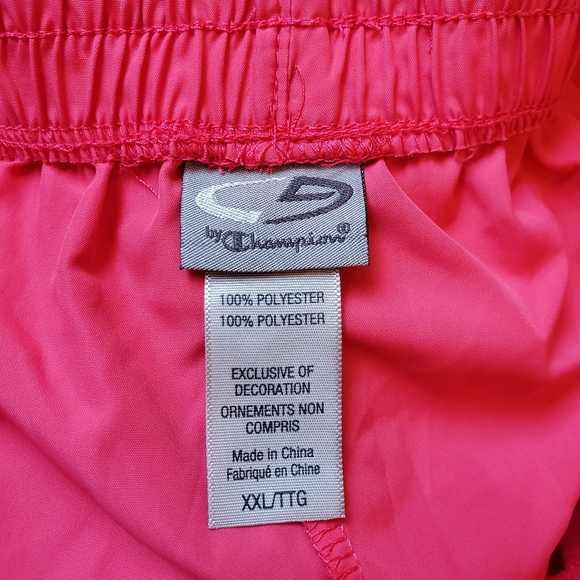 by Champion®
100% POLYESTER
100% POLYESTER
EXCLUSIVE OF
DECORATION
ORNEMENTS NON
COMPRIS
Made in China
Fabriqué en Chine
XXL/TTG